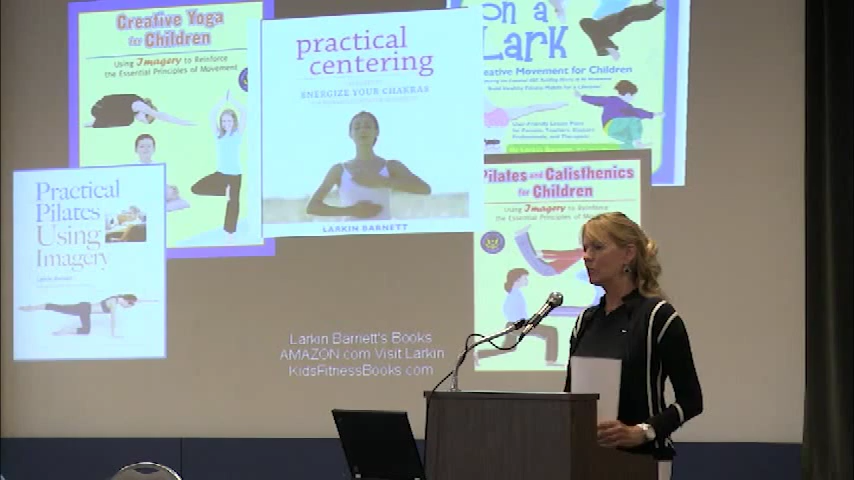 Creative Yoga
for Children
Using Imagery to Reinforce
the Essential Principles of Movement
practical
centering
ENERGIZE YOUR CHAKRAS
LARKIN BARNETT
on a
Lark
Creative Movement for Children
Practical
Pilates
Using
Imagery
Pilates and Calisthenics
for Children
Using Imagery to Reinforce
the Essential Principles of
Larkin Barnett's Books
AMAZON.com Visit Larkin
KidsFitnessBooks.com